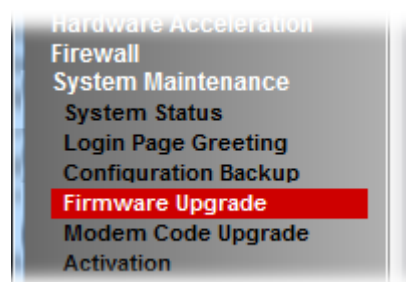 Hardware Acceleration
Firewall
System Maintenance
System Status
Login Page Greeting
Configuration Backup
Firmware Upgrade
Modem Code Upgrade
Activation